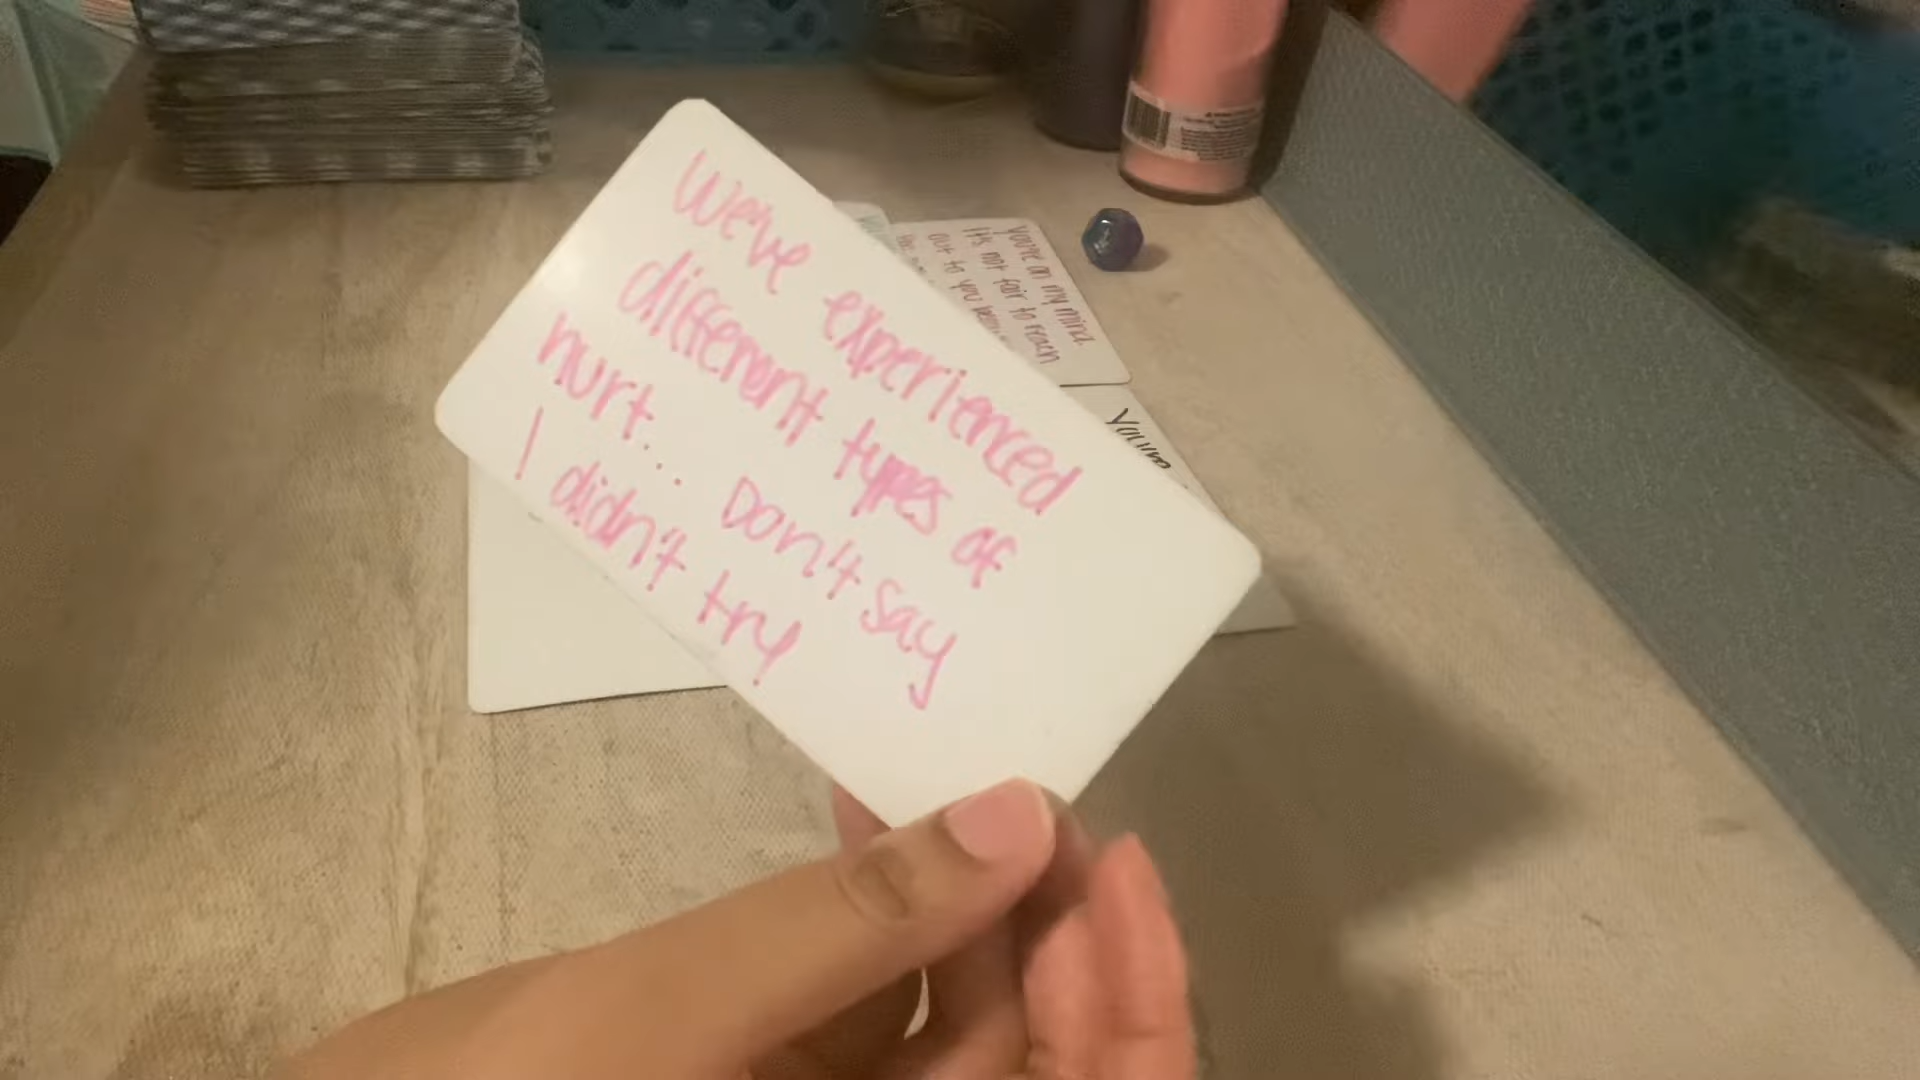 We've experienced
different types of
hurt... Don't say
I didn't try
You're on my mind.
It's not fair to reach
out to you